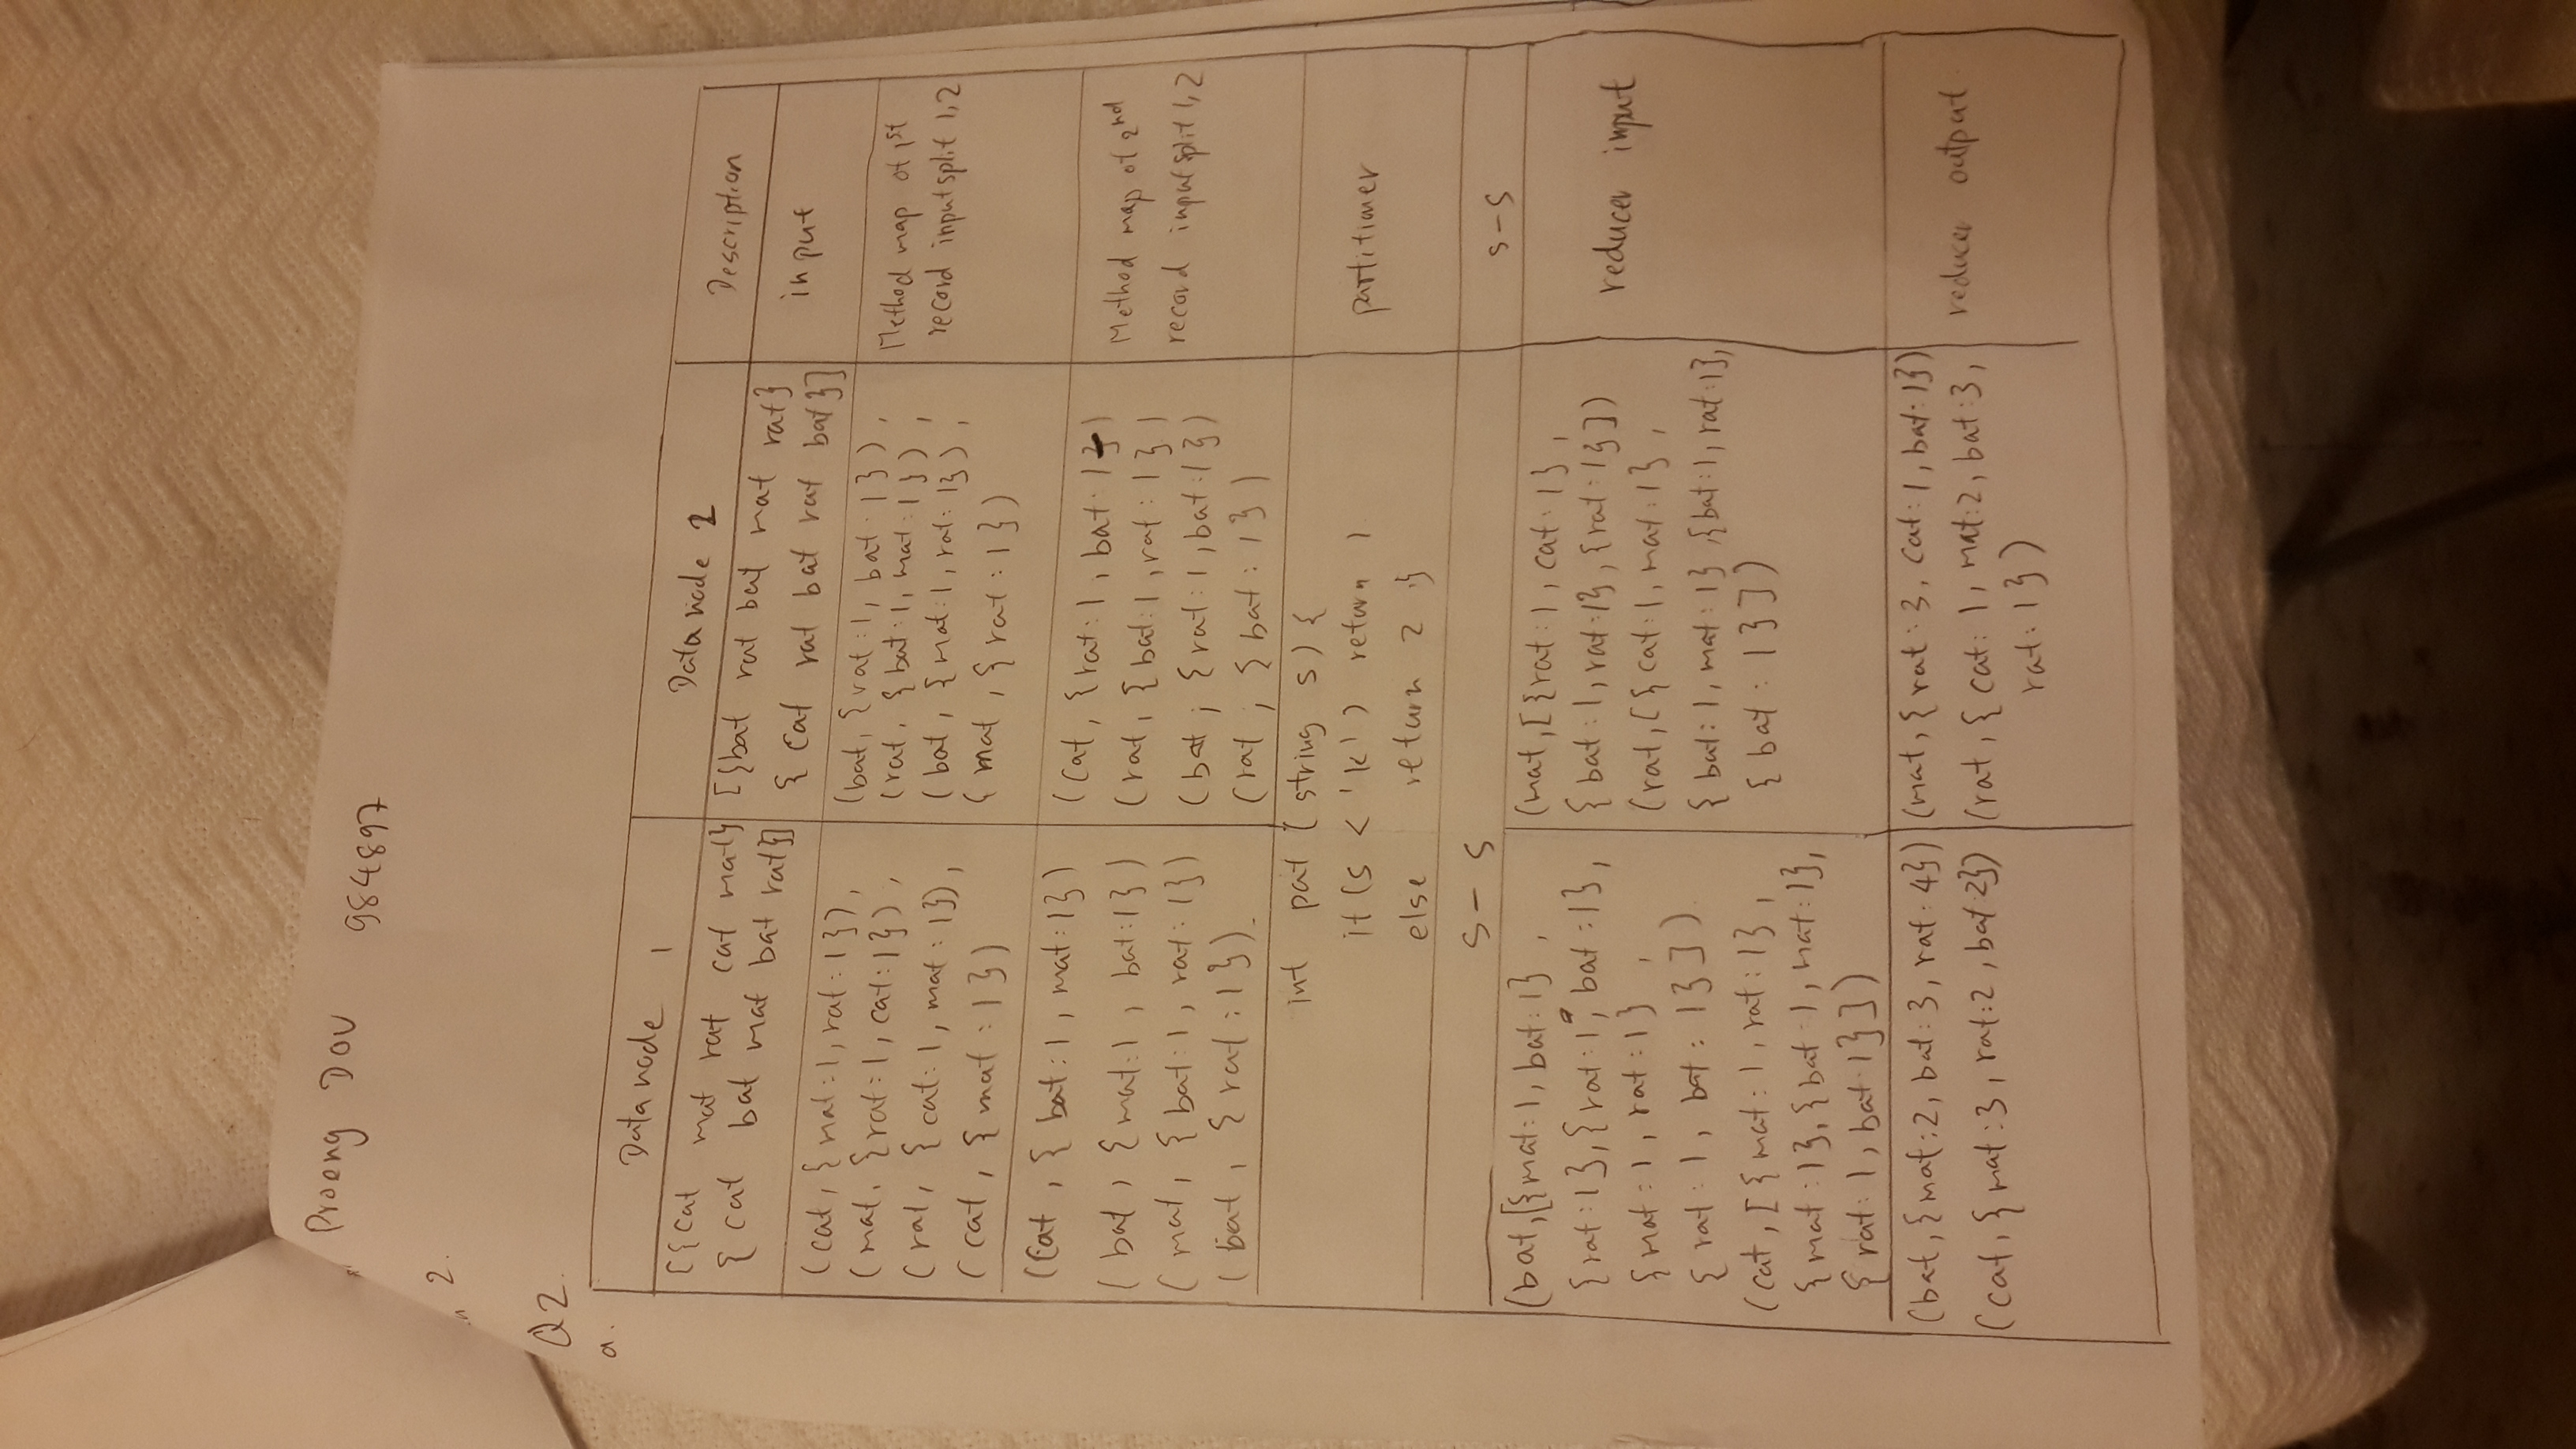 Proeng DOV 984897
2.
Q2.
a.
Datanode 1
Datanode 2
Description
[{cat mat rat cat mat}
{ cat bat mat bat rat}]
[{bat rat bat mat rat}
{ cat rat bat rat bat}]
input
(cat, {mat:1, rat:1}),
(mat, {rat:1, cat:1}),
(rat, {cat:1, mat:1}),
(cat, {mat:1})
(bat, {rat:1, bat:1}),
(rat, {bat:1, mat:1}),
(bat, {mat:1, rat:1}),
(mat, {rat:1})
Method map of 1st
record inputsplit 1,2
(cat, {bat:1, mat:1})
(bat, {mat:1, bat:1})
(mat, {bat:1, rat:1})
(bat, {rat:1}).
(cat, {rat:1, bat:1})
(rat, {bat:1, rat:1})
(bat, {rat:1, bat:1})
(rat, {bat:1})
Method map of 2nd
record inputsplit 1,2
int pat (string s) {
if (s < 'k') return 1
else return 2 }
partitioner
S-S
S-S
(bat,[{mat:1, bat:1},
{rat:1},{rat:1, bat:1},
{mat:1, rat:1},
{rat:1, bat:1}]).
(cat,[{mat:1, rat:1},
{mat:1},{bat:1, mat:1},
{rat:1, bat:1}])
(mat,[{rat:1, cat:1},
{bat:1, rat:1},{rat:1}])
(rat,[{cat:1, mat:1},
{bat:1, mat:1},{bat:1, rat:1},
{bat:1}])
reducer input
(bat,{mat:2, bat:3, rat:4})
(cat,{mat:3, rat:2, bat:2})
(mat,{rat:3, cat:1, bat:1})
(rat,{cat:1, mat:2, bat:3,
rat:1})
reducer output